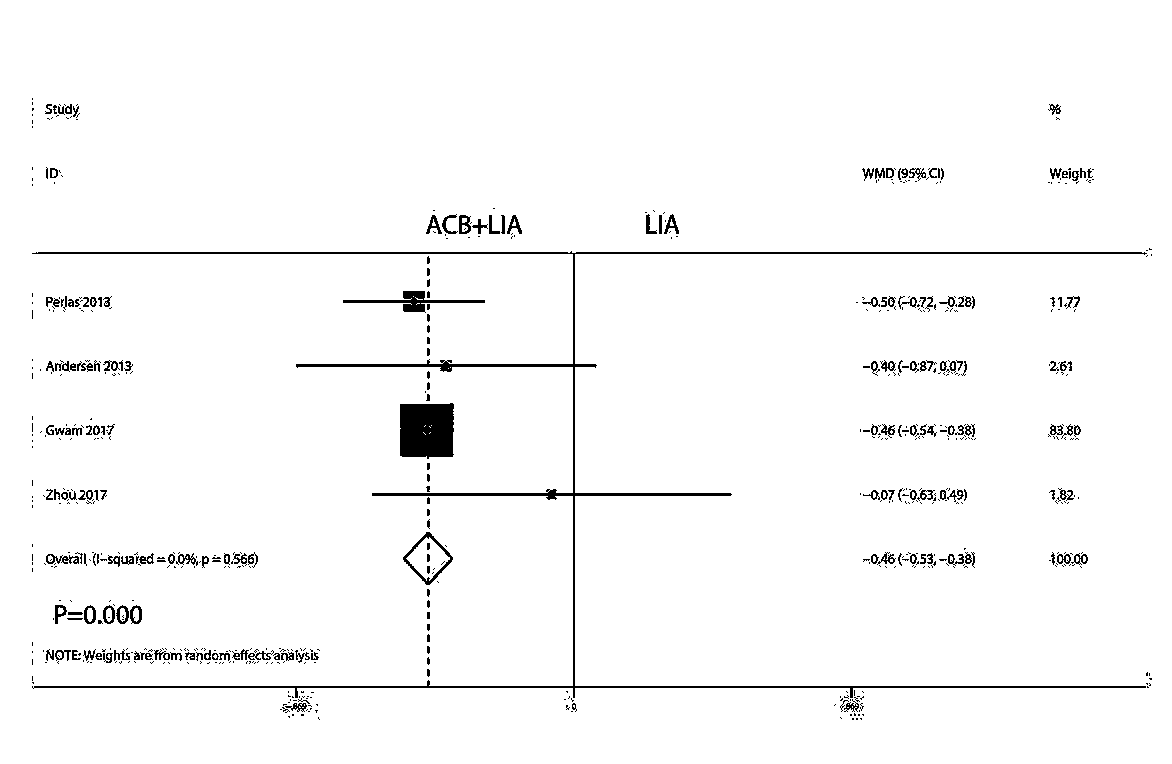 Study %
ID WMD (95% CI) Weight
ACB+LIA LIA
Perlas 2013 −0.50 (−0.72, −0.28) 11.77
Andersen 2013 −0.40 (−0.87, 0.07) 2.61
Gwam 2017 −0.46 (−0.54, −0.38) 83.80
Zhou 2017 −0.07 (−0.63, 0.49) 1.82
Overall (I−squared = 0.0%, p = 0.566) −0.46 (−0.53, −0.38) 100.00
P=0.000
NOTE: Weights are from random effects analysis
0